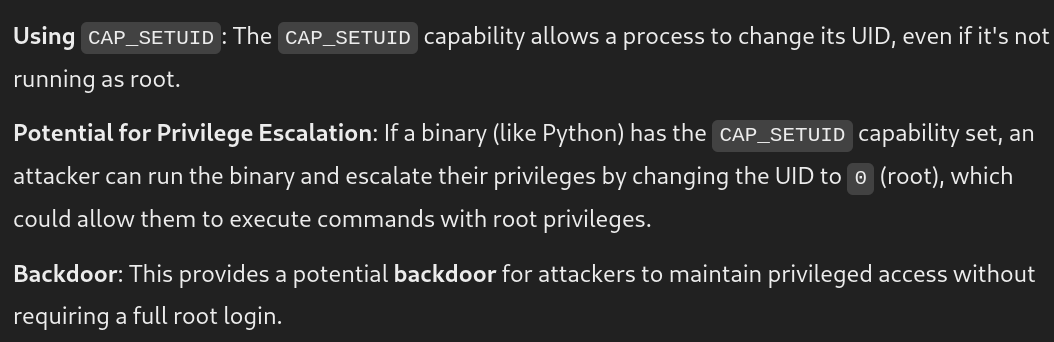 Using CAP_SETUID: The CAP_SETUID capability allows a process to change its UID, even if it's not
running as root.
Potential for Privilege Escalation: If a binary (like Python) has the CAP_SETUID capability set, an
attacker can run the binary and escalate their privileges by changing the UID to 0 (root), which
could allow them to execute commands with root privileges.
Backdoor: This provides a potential backdoor for attackers to maintain privileged access without
requiring a full root login.